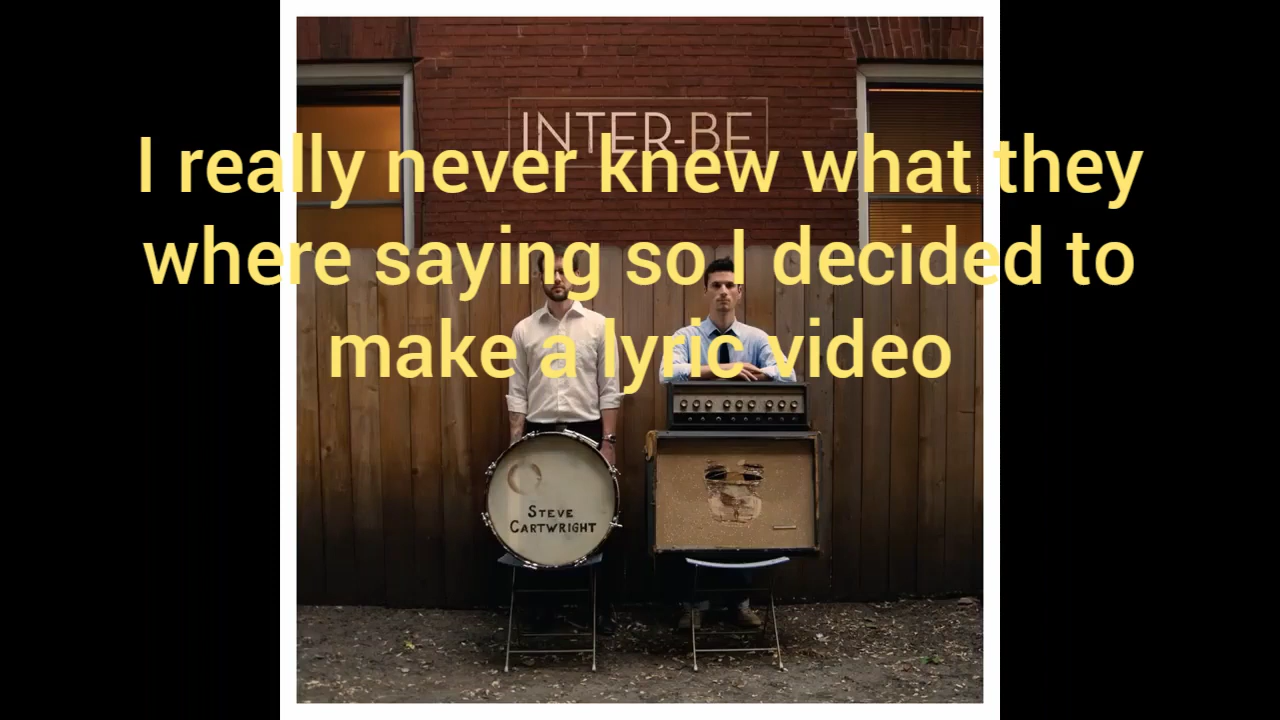 INTER-BE
I really never knew what they
where saying so I decided to
make a lyric video
STEVE
CARTWRIGHT